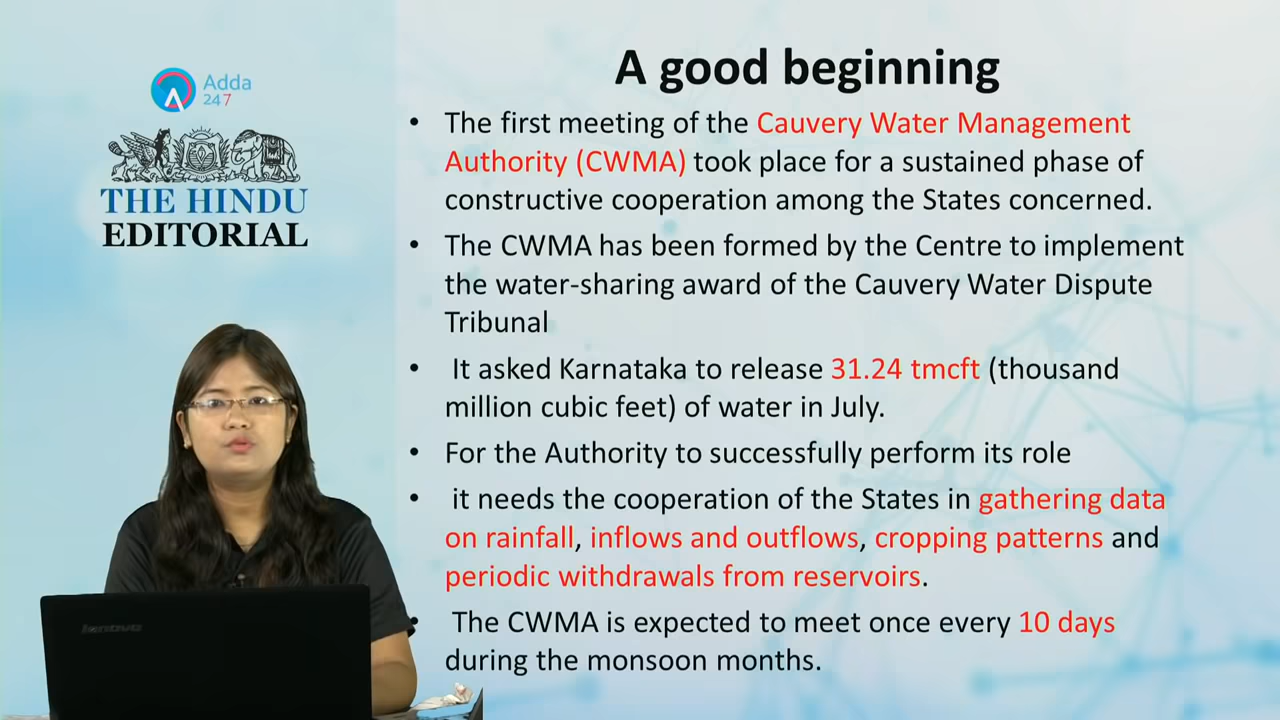 Adda
247
THE HINDU
EDITORIAL
A good beginning
• The first meeting of the Cauvery Water Management
Authority (CWMA) took place for a sustained phase of
constructive cooperation among the States concerned.
• The CWMA has been formed by the Centre to implement
the water-sharing award of the Cauvery Water Dispute
Tribunal
• It asked Karnataka to release 31.24 tmcft (thousand
million cubic feet) of water in July.
• For the Authority to successfully perform its role
• it needs the cooperation of the States in gathering data
on rainfall, inflows and outflows, cropping patterns and
periodic withdrawals from reservoirs.
• The CWMA is expected to meet once every 10 days
during the monsoon months.
lenovo